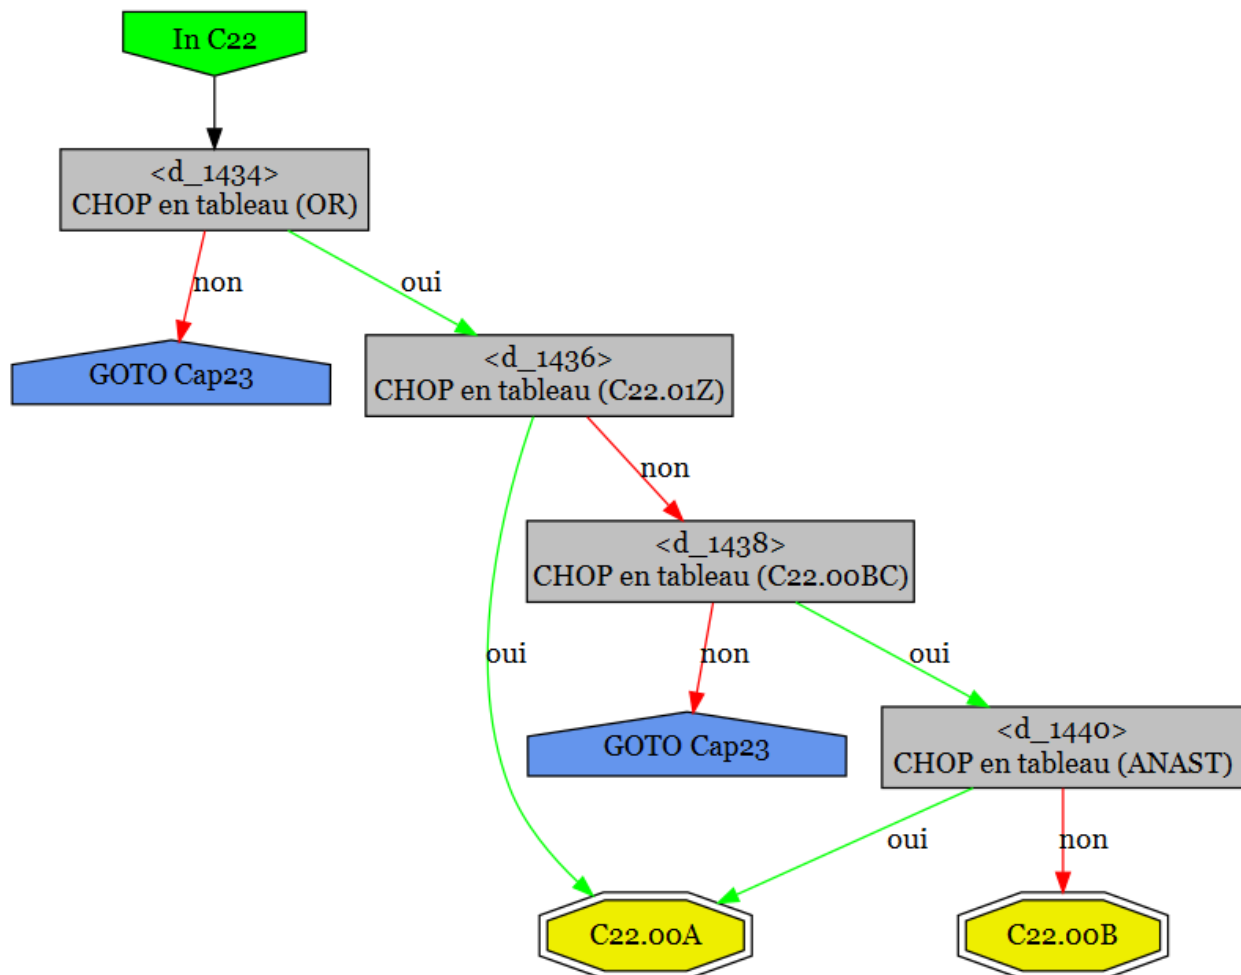 In C22
<d_1434>
CHOP en tableau (OR)
non
oui
GOTO Cap23
<d_1436>
CHOP en tableau (C22.01Z)
non
<d_1438>
CHOP en tableau (C22.00BC)
oui
non
oui
GOTO Cap23
<d_1440>
CHOP en tableau (ANAST)
oui
non
C22.00A
C22.00B